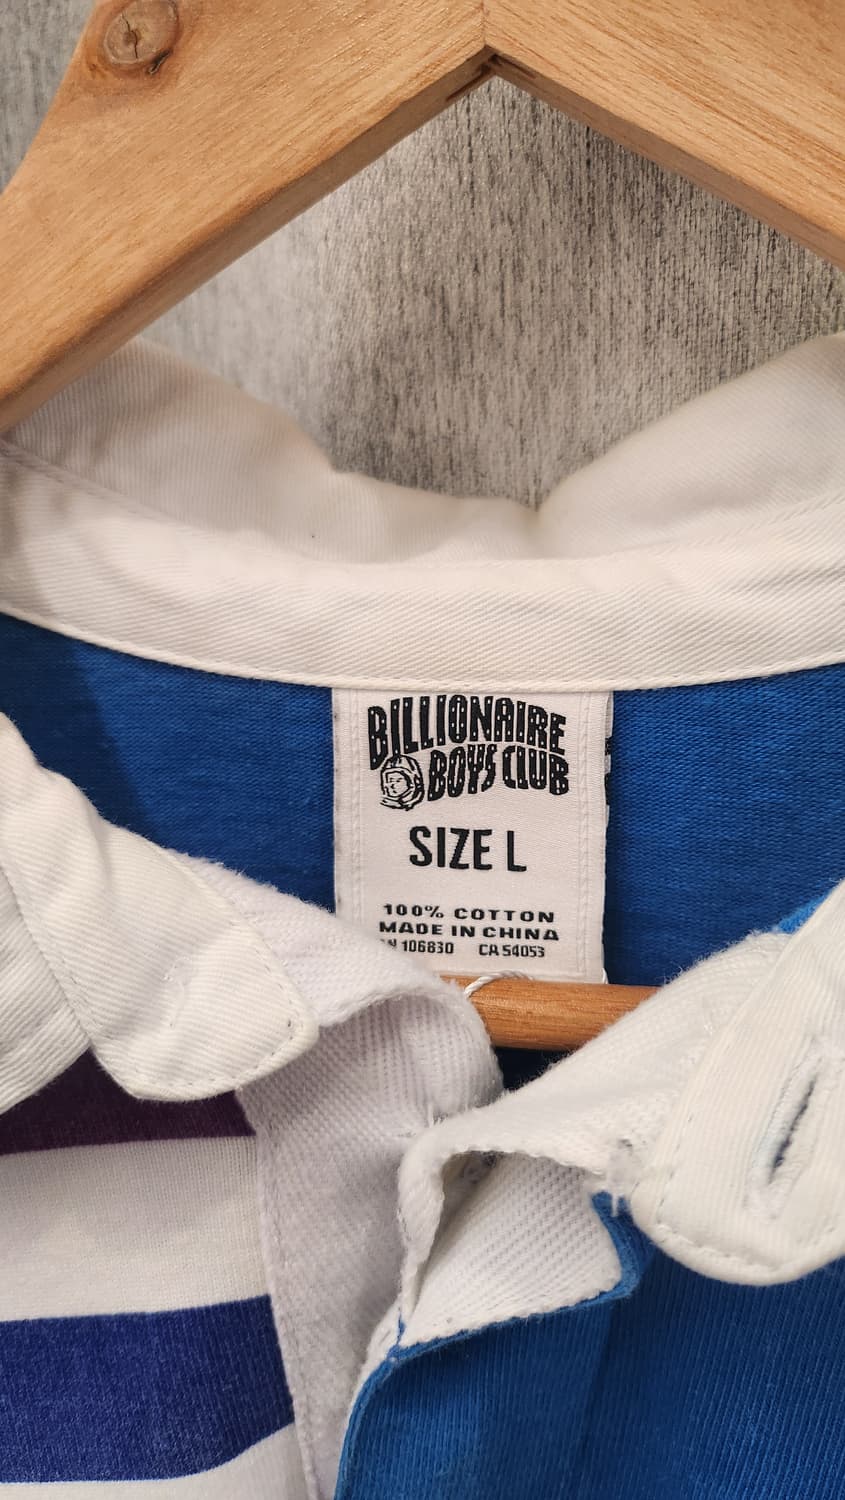 BILLIONAIRE
BOYS CLUB
SIZE L
100% COTTON
MADE IN CHINA
106830 CA 54053